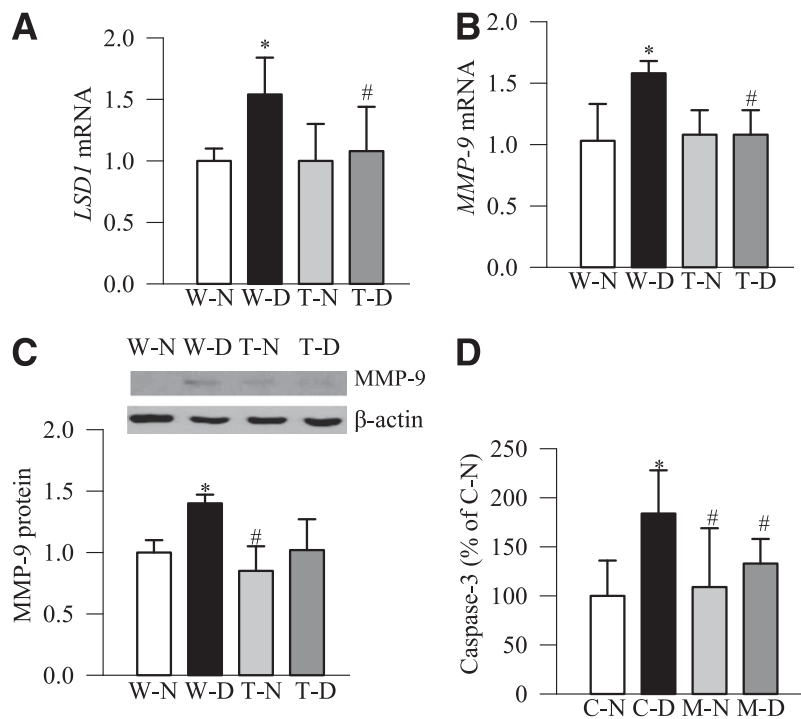 A
LSD1 mRNA
2.0
1.5
1.0
0.5
0.0
*
#
W-N W-D T-N T-D
B
MMP-9 mRNA
2.0
1.5
1.0
0.5
0.0
*
#
W-N W-D T-N T-D
C
W-N W-D T-N T-D
MMP-9
β-actin
MMP-9 protein
2.0
1.5
1.0
0.5
0.0
*
#
W-N W-D T-N T-D
D
Caspase-3 (% of C-N)
250
200
150
100
50
0
*
#
#
C-N C-D M-N M-D